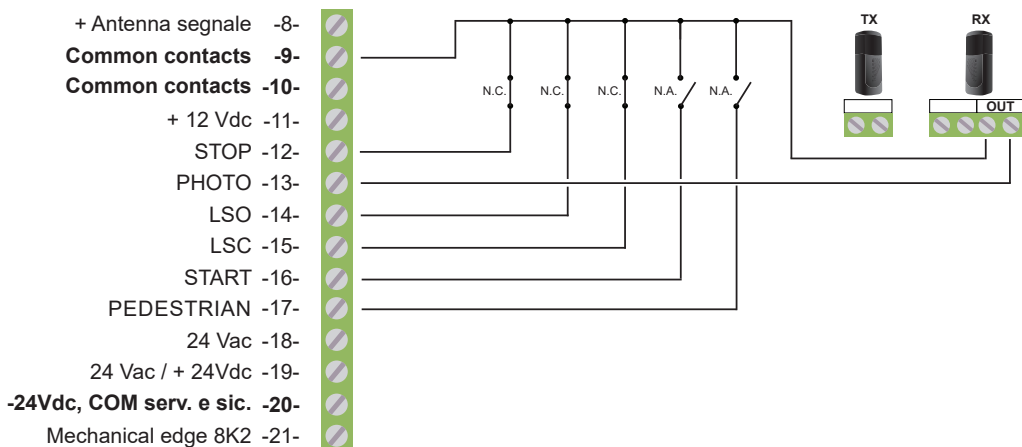 + Antenna segnale -8-
Common contacts -9-
Common contacts -10-
+ 12 Vdc -11-
STOP -12-
PHOTO -13-
LSO -14-
LSC -15-
START -16-
PEDESTRIAN -17-
24 Vac -18-
24 Vac / + 24Vdc -19-
-24Vdc, COM serv. e sic. -20-
Mechanical edge 8K2 -21-
N.C. N.C. N.C. N.A. N.A.
TX RX
OUT